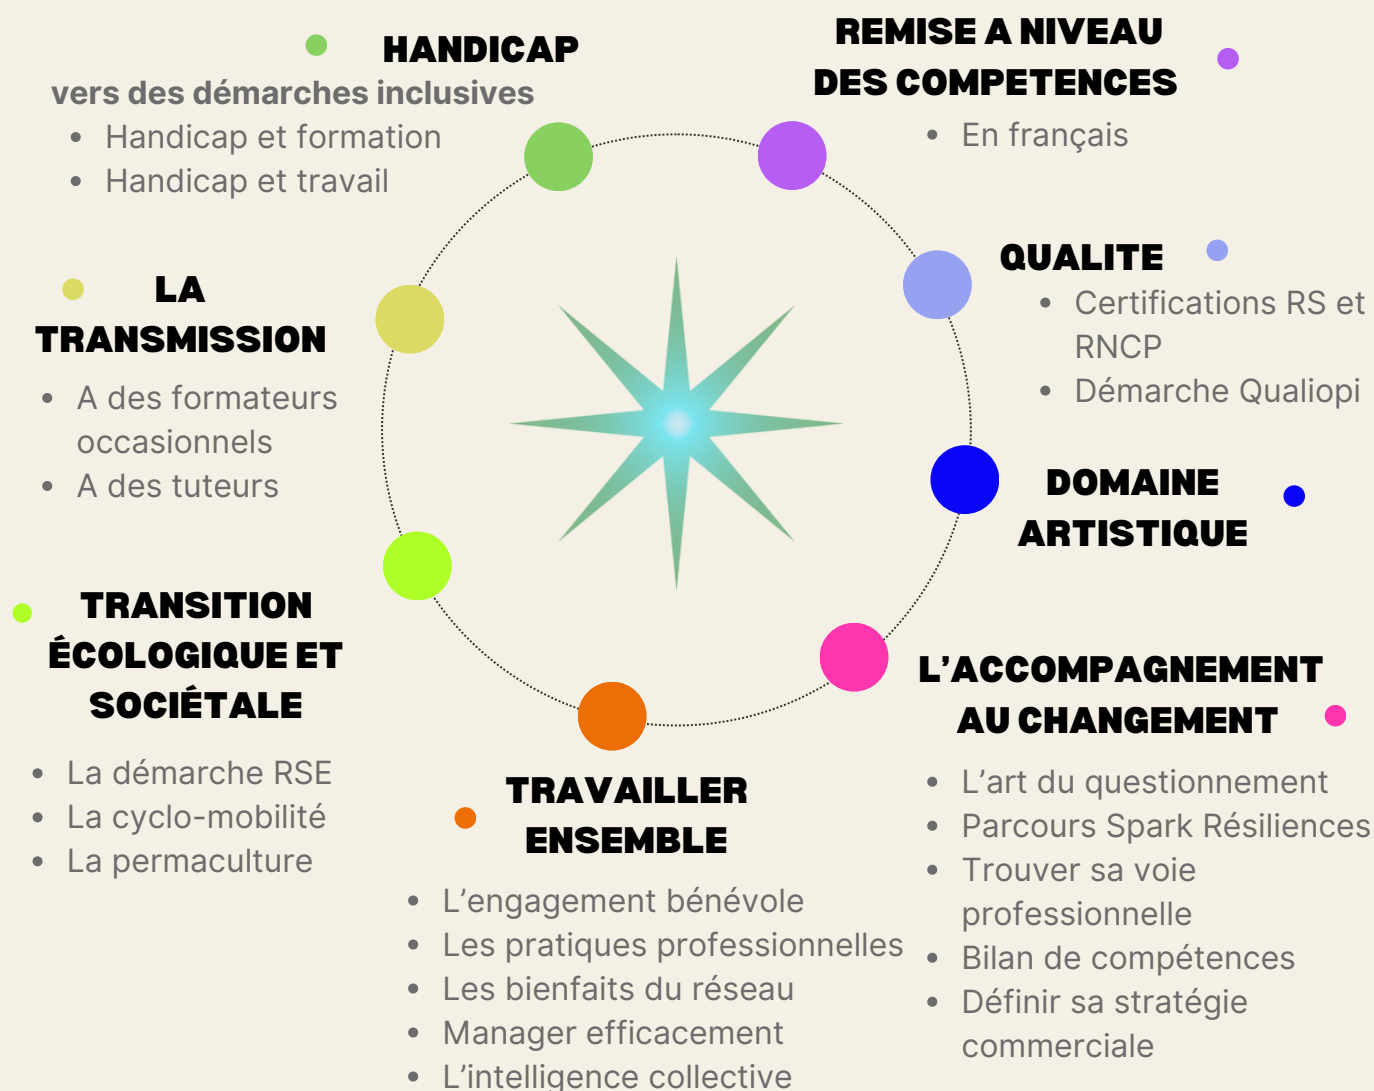 HANDICAP
vers des démarches inclusives
• Handicap et formation
• Handicap et travail
REMISE A NIVEAU
DES COMPETENCES
• En français
QUALITE
• Certifications RS et
RNCP
• Démarche Qualiopi
LA
TRANSMISSION
• A des formateurs
occasionnels
• A des tuteurs
DOMAINE
ARTISTIQUE
TRANSITION
ÉCOLOGIQUE ET
SOCIÉTALE
• La démarche RSE
• La cyclo-mobilité
• La permaculture
TRAVAILLER
ENSEMBLE
• L’engagement bénévole
• Les pratiques professionnelles
• Les bienfaits du réseau
• Manager efficacement
• L’intelligence collective
L’ACCOMPAGNEMENT
AU CHANGEMENT
• L’art du questionnement
• Parcours Spark Résiliences
• Trouver sa voie
professionnelle
• Bilan de compétences
• Définir sa stratégie
commerciale